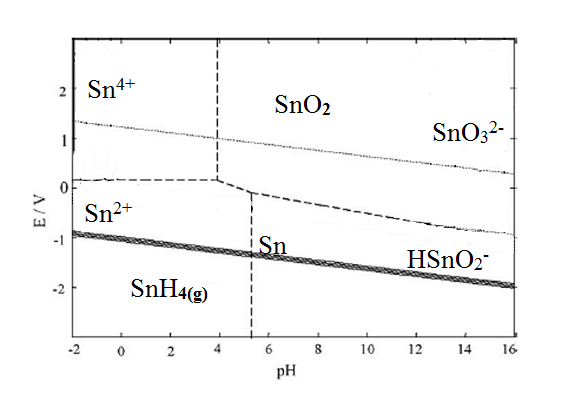 Sn⁴⁺
SnO₂
SnO₃²⁻
Sn²⁺
Sn
HSnO₂⁻
SnH₄₍g₎
2
1
0
-1
-2
E / V
-2 0 2 4 6 8 10 12 14 16
pH